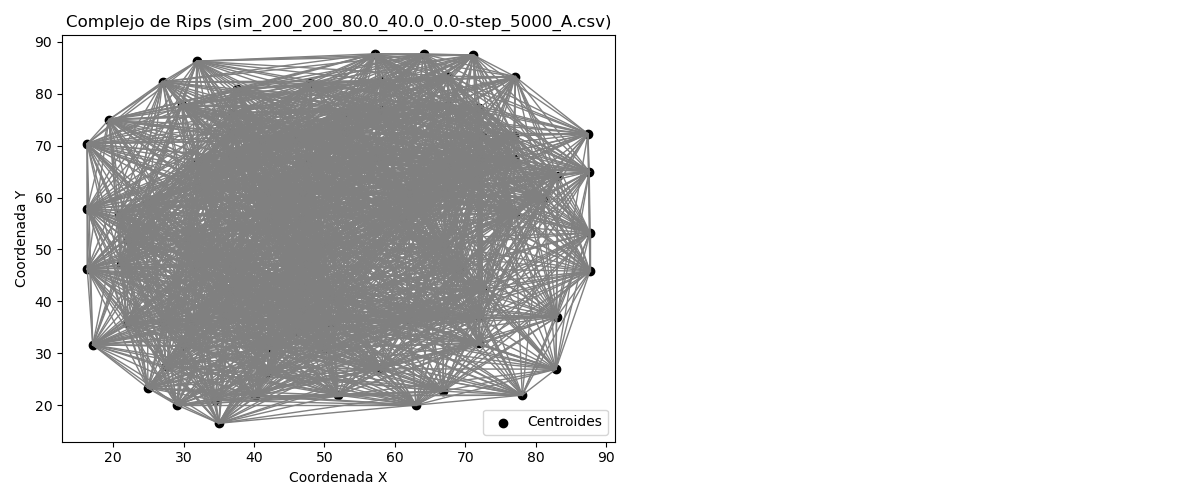 Complejo de Rips (sim_200_200_80.0_40.0_0.0-step_5000_A.csv)
90
80
70
60
50
40
30
20
Coordenada Y
Centroides
20 30 40 50 60 70 80 90
Coordenada X